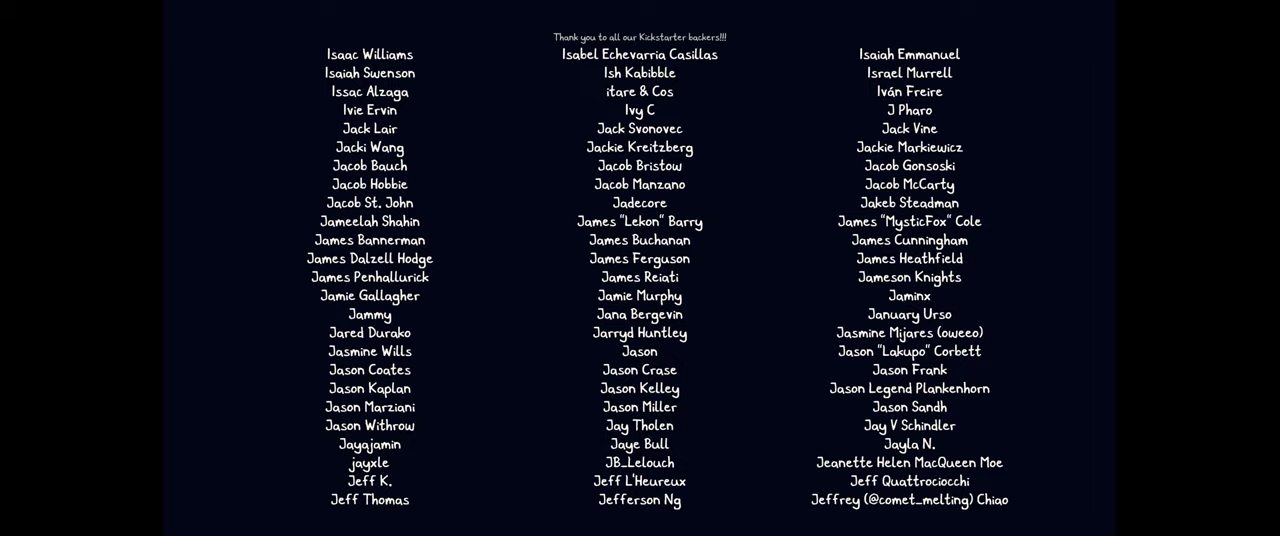 Thank you to all our Kickstarter backers!!!
Isaac Williams Isabel Echevarria Casillas Isaiah Emmanuel
Isaiah Swenson Ish Kabibble Israel Murrell
Issac Alzaga itare & Cos Iván Freire
Ivie Ervin Ivy C J Pharo
Jack Lair Jack Svonovec Jack Vine
Jacki Wang Jackie Kreitzberg Jackie Markiewicz
Jacob Bauch Jacob Bristow Jacob Gonsoski
Jacob Hobbie Jacob Manzano Jacob McCarty
Jacob St. John Jadecore Jakeb Steadman
Jameelah Shahin James "Lekon" Barry James "MysticFox" Cole
James Bannerman James Buchanan James Cunningham
James Dalzell Hodge James Ferguson James Heathfield
James Penhallurick James Reiati Jameson Knights
Jamie Gallagher Jamie Murphy Jaminx
Jammy Jana Bergevin January Urso
Jared Durako Jarryd Huntley Jasmine Mijares (oweeo)
Jasmine Wills Jason Jason "Lakupo" Corbett
Jason Coates Jason Crase Jason Frank
Jason Kaplan Jason Kelley Jason Legend Plankenhorn
Jason Marziani Jason Miller Jason Sandh
Jason Withrow Jay Tholen Jay V Schindler
Jayajamin Jaye Bull Jayla N.
jayxle JB_Lelouch Jeanette Helen MacQueen Moe
Jeff K. Jeff L'Heureux Jeff Quattrociocchi
Jeff Thomas Jefferson Ng Jeffrey (@comet_melting) Chiao